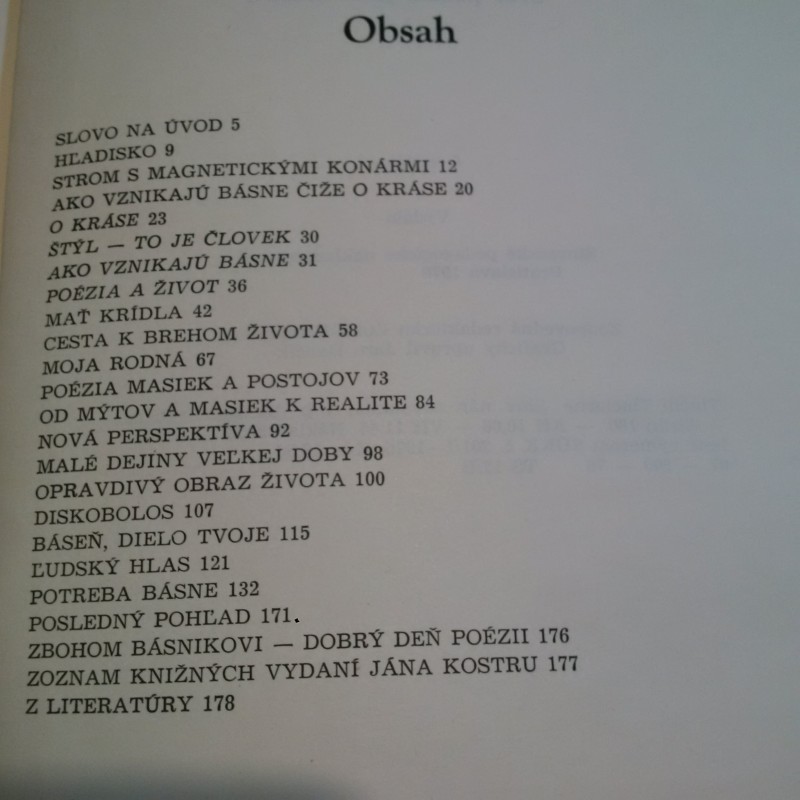 Obsah
SLOVO NA ÚVOD 5
HĽADISKO 9
STROM S MAGNETICKÝMI KONÁRMI 12
AKO VZNIKAJÚ BÁSNE ČIŽE O KRÁSE 20
O KRÁSE 23
ŠTÝL — TO JE ČLOVEK 30
AKO VZNIKAJÚ BÁSNE 31
POÉZIA A ŽIVOT 36
MAŤ KRÍDLA 42
CESTA K BREHOM ŽIVOTA 58
MOJA RODNÁ 67
POÉZIA MASIEK A POSTOJOV 73
OD MÝTOV A MASIEK K REALITE 84
NOVÁ PERSPEKTÍVA 92
MALÉ DEJINY VEĽKEJ DOBY 98
OPRAVDIVÝ OBRAZ ŽIVOTA 100
DISKOBOLOS 107
BÁSEŇ, DIELO TVOJE 115
ĽUDSKÝ HLAS 121
POTREBA BÁSNE 132
POSLEDNÝ POHĽAD 171.
ZBOHOM BÁSNIKOVI — DOBRÝ DEŇ POÉZII 176
ZOZNAM KNIŽNÝCH VYDANÍ JÁNA KOSTRU 177
Z LITERATÚRY 178